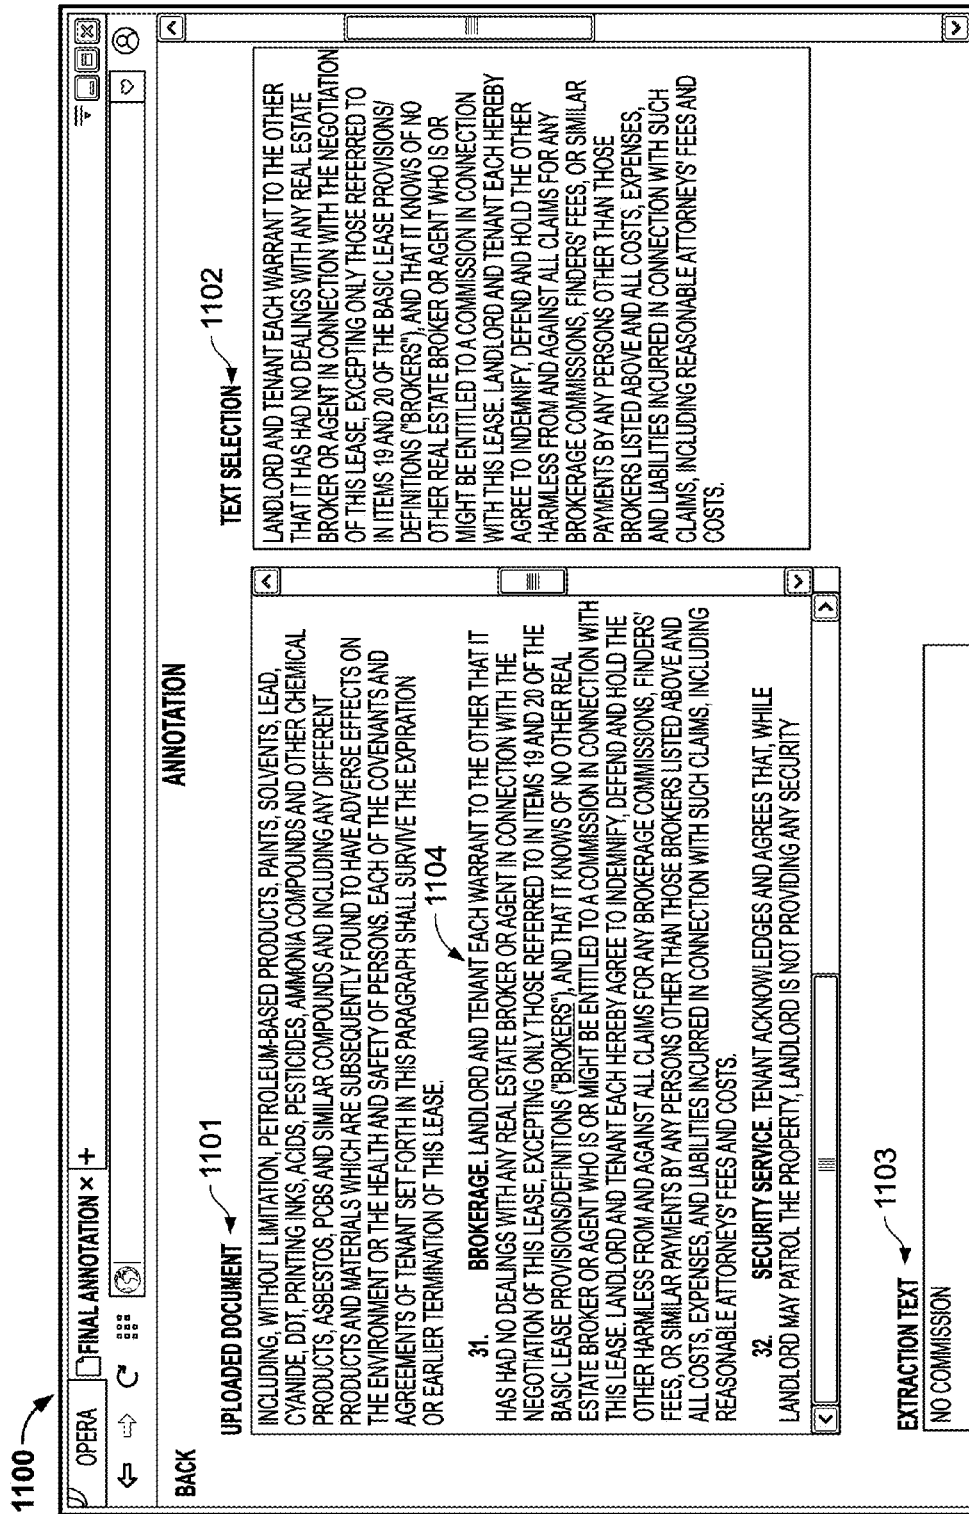 1100
OPERA
FINAL ANNOTATION × +
BACK
ANNOTATION
UPLOADED DOCUMENT
1101
INCLUDING, WITHOUT LIMITATION, PETROLEUM-BASED PRODUCTS, PAINTS, SOLVENTS, LEAD,
CYANIDE, DDT, PRINTING INKS, ACIDS, PESTICIDES, AMMONIA COMPOUNDS AND OTHER CHEMICAL
PRODUCTS, ASBESTOS, PCBS AND SIMILAR COMPOUNDS AND INCLUDING ANY DIFFERENT
PRODUCTS AND MATERIALS WHICH ARE SUBSEQUENTLY FOUND TO HAVE ADVERSE EFFECTS ON
THE ENVIRONMENT OR THE HEALTH AND SAFETY OF PERSONS. EACH OF THE COVENANTS AND
AGREEMENTS OF TENANT SET FORTH IN THIS PARAGRAPH SHALL SURVIVE THE EXPIRATION
OR EARLIER TERMINATION OF THIS LEASE.
1104
31. BROKERAGE. LANDLORD AND TENANT EACH WARRANT TO THE OTHER THAT IT
HAS HAD NO DEALINGS WITH ANY REAL ESTATE BROKER OR AGENT IN CONNECTION WITH THE
NEGOTIATION OF THIS LEASE, EXCEPTING ONLY THOSE REFERRED TO IN ITEMS 19 AND 20 OF THE
BASIC LEASE PROVISIONS/DEFINITIONS ("BROKERS"), AND THAT IT KNOWS OF NO OTHER REAL
ESTATE BROKER OR AGENT WHO IS OR MIGHT BE ENTITLED TO A COMMISSION IN CONNECTION WITH
THIS LEASE. LANDLORD AND TENANT EACH HEREBY AGREE TO INDEMNIFY, DEFEND AND HOLD THE
OTHER HARMLESS FROM AND AGAINST ALL CLAIMS FOR ANY BROKERAGE COMMISSIONS, FINDERS'
FEES, OR SIMILAR PAYMENTS BY ANY PERSONS OTHER THAN THOSE BROKERS LISTED ABOVE AND
ALL COSTS, EXPENSES, AND LIABILITIES INCURRED IN CONNECTION WITH SUCH CLAIMS, INCLUDING
REASONABLE ATTORNEYS' FEES AND COSTS.
32. SECURITY SERVICE. TENANT ACKNOWLEDGES AND AGREES THAT, WHILE
LANDLORD MAY PATROL THE PROPERTY, LANDLORD IS NOT PROVIDING ANY SECURITY
TEXT SELECTION
1102
LANDLORD AND TENANT EACH WARRANT TO THE OTHER
THAT IT HAS HAD NO DEALINGS WITH ANY REAL ESTATE
BROKER OR AGENT IN CONNECTION WITH THE NEGOTIATION
OF THIS LEASE, EXCEPTING ONLY THOSE REFERRED TO
IN ITEMS 19 AND 20 OF THE BASIC LEASE PROVISIONS/
DEFINITIONS ("BROKERS"), AND THAT IT KNOWS OF NO
OTHER REAL ESTATE BROKER OR AGENT WHO IS OR
MIGHT BE ENTITLED TO A COMMISSION IN CONNECTION
WITH THIS LEASE. LANDLORD AND TENANT EACH HEREBY
AGREE TO INDEMNIFY, DEFEND AND HOLD THE OTHER
HARMLESS FROM AND AGAINST ALL CLAIMS FOR ANY
BROKERAGE COMMISSIONS, FINDERS' FEES, OR SIMILAR
PAYMENTS BY ANY PERSONS OTHER THAN THOSE
BROKERS LISTED ABOVE AND ALL COSTS, EXPENSES,
AND LIABILITIES INCURRED IN CONNECTION WITH SUCH
CLAIMS, INCLUDING REASONABLE ATTORNEYS' FEES AND
COSTS.
EXTRACTION TEXT
1103
NO COMMISSION